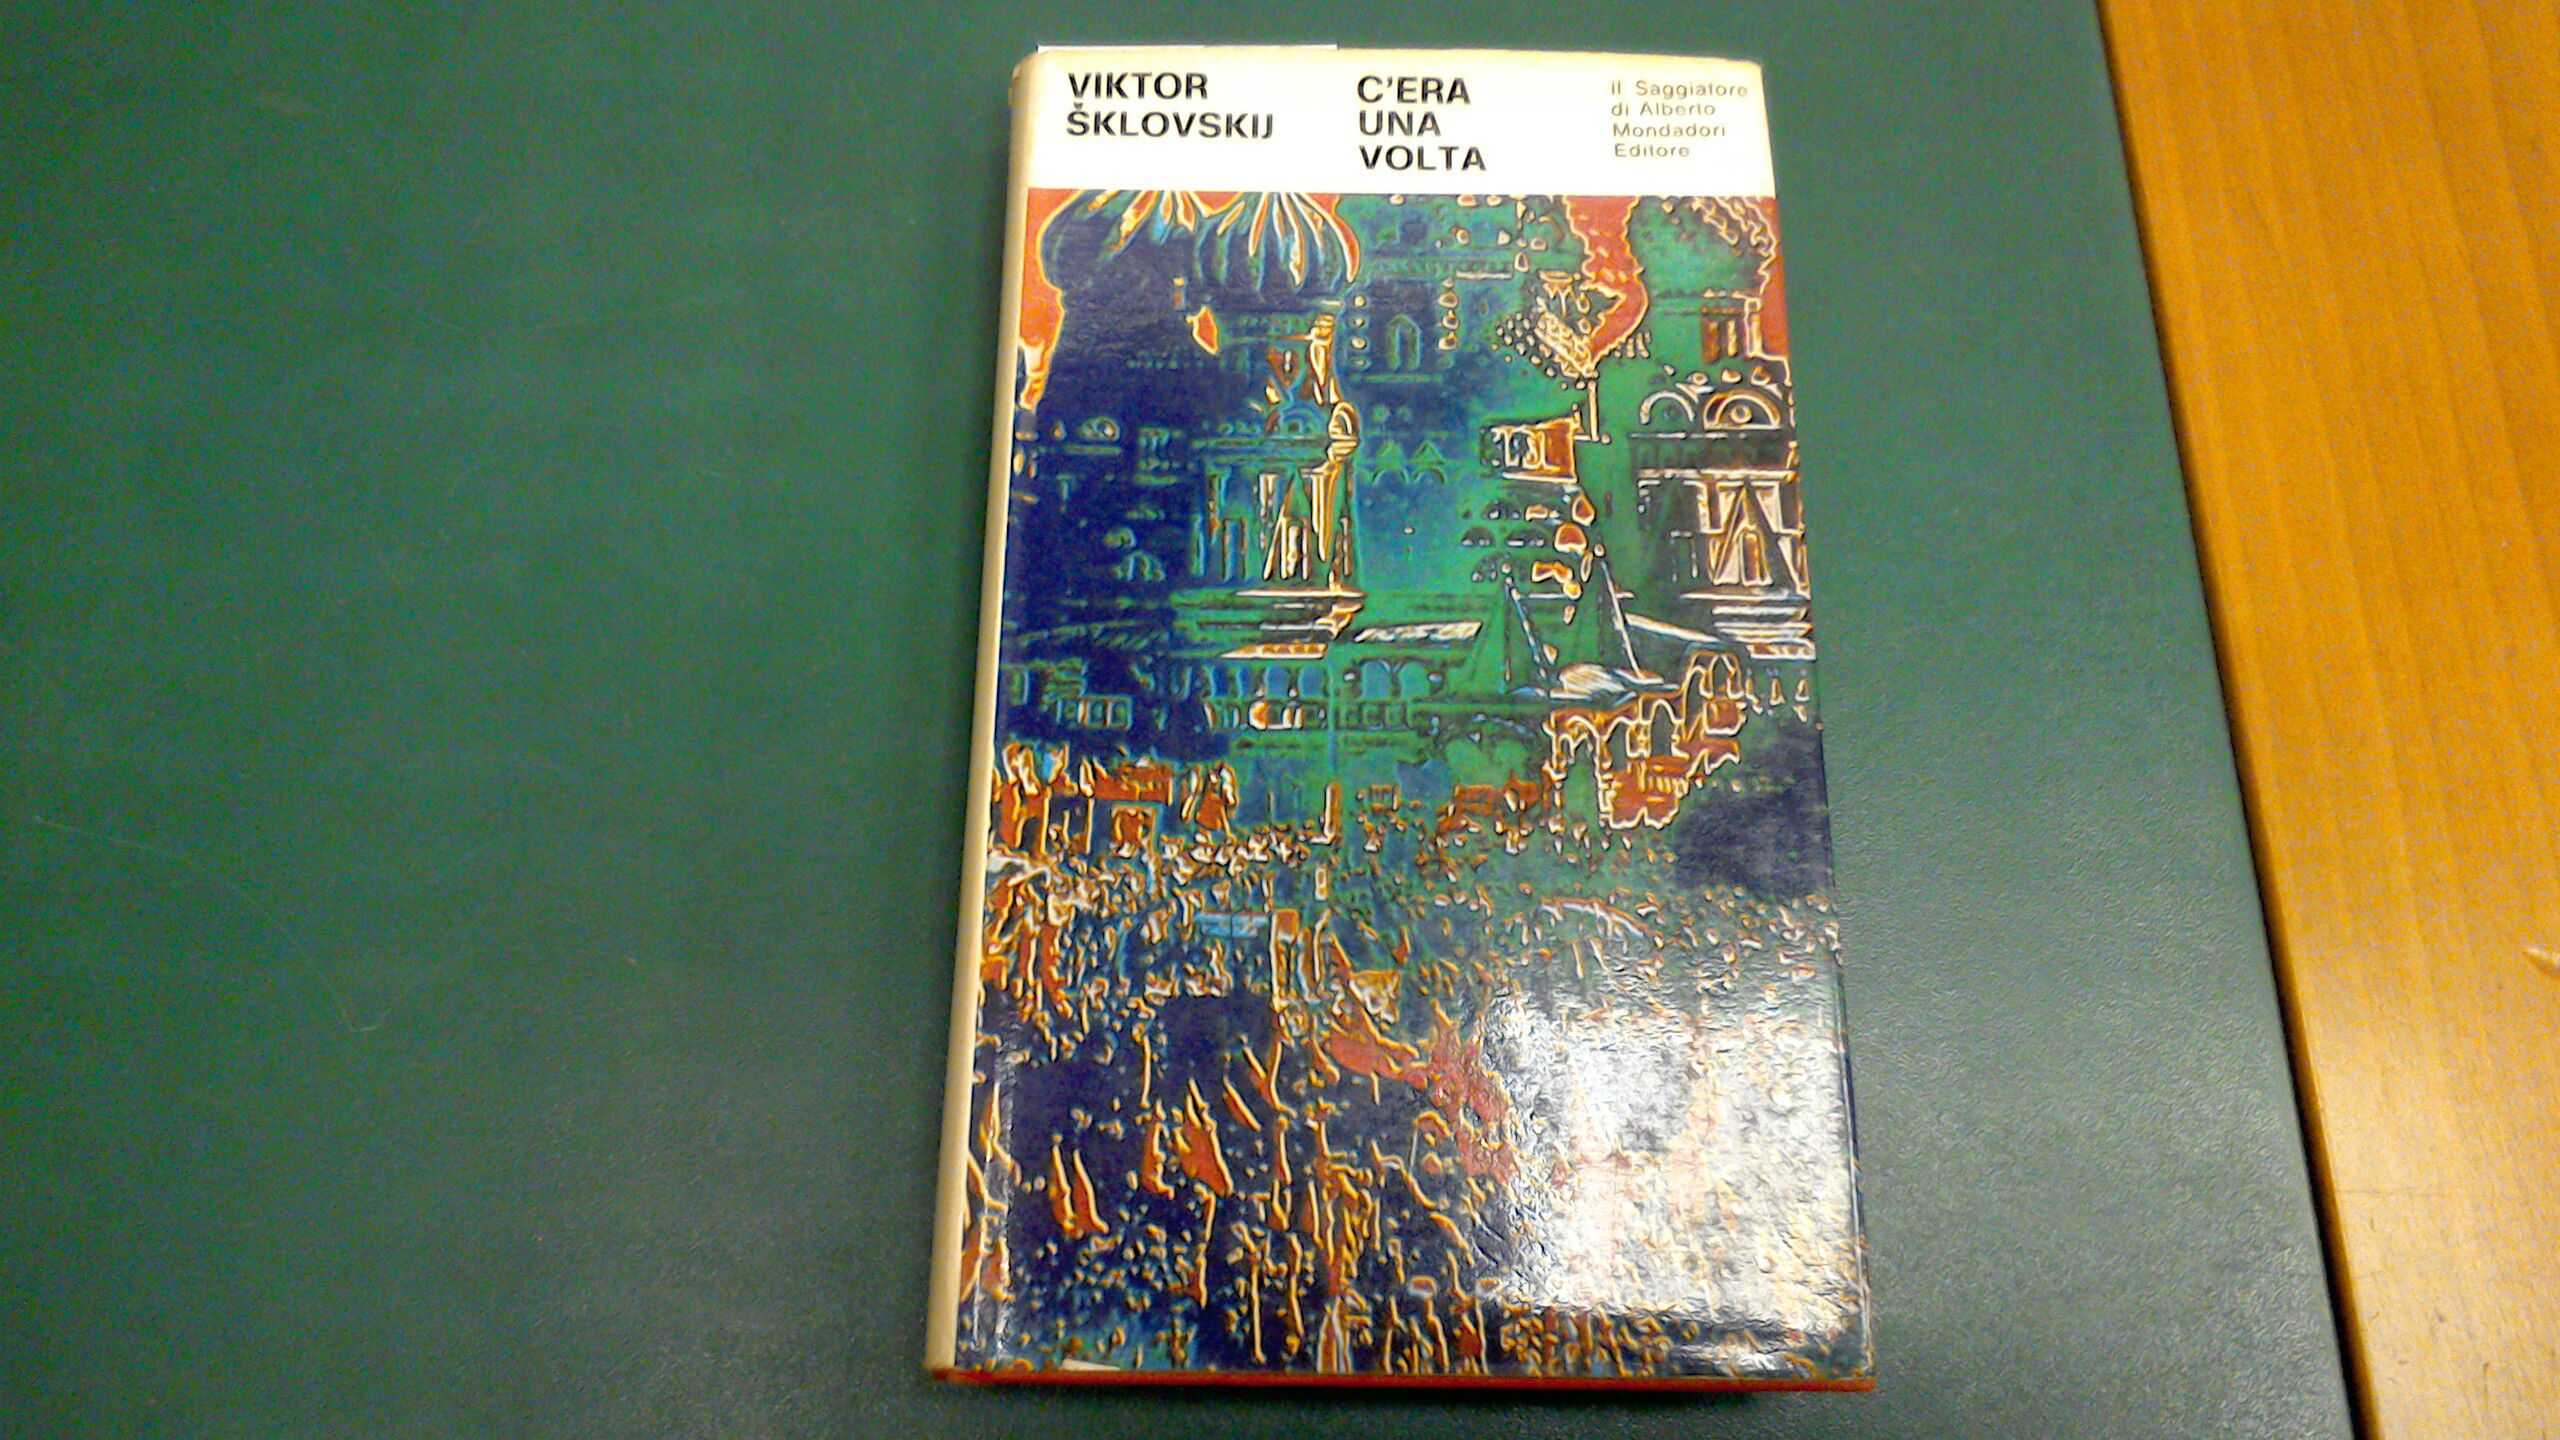 VIKTOR
ŠKLOVSKIJ
C'ERA
UNA
VOLTA
Il Saggiatore
di Alberto
Mondadori
Editore